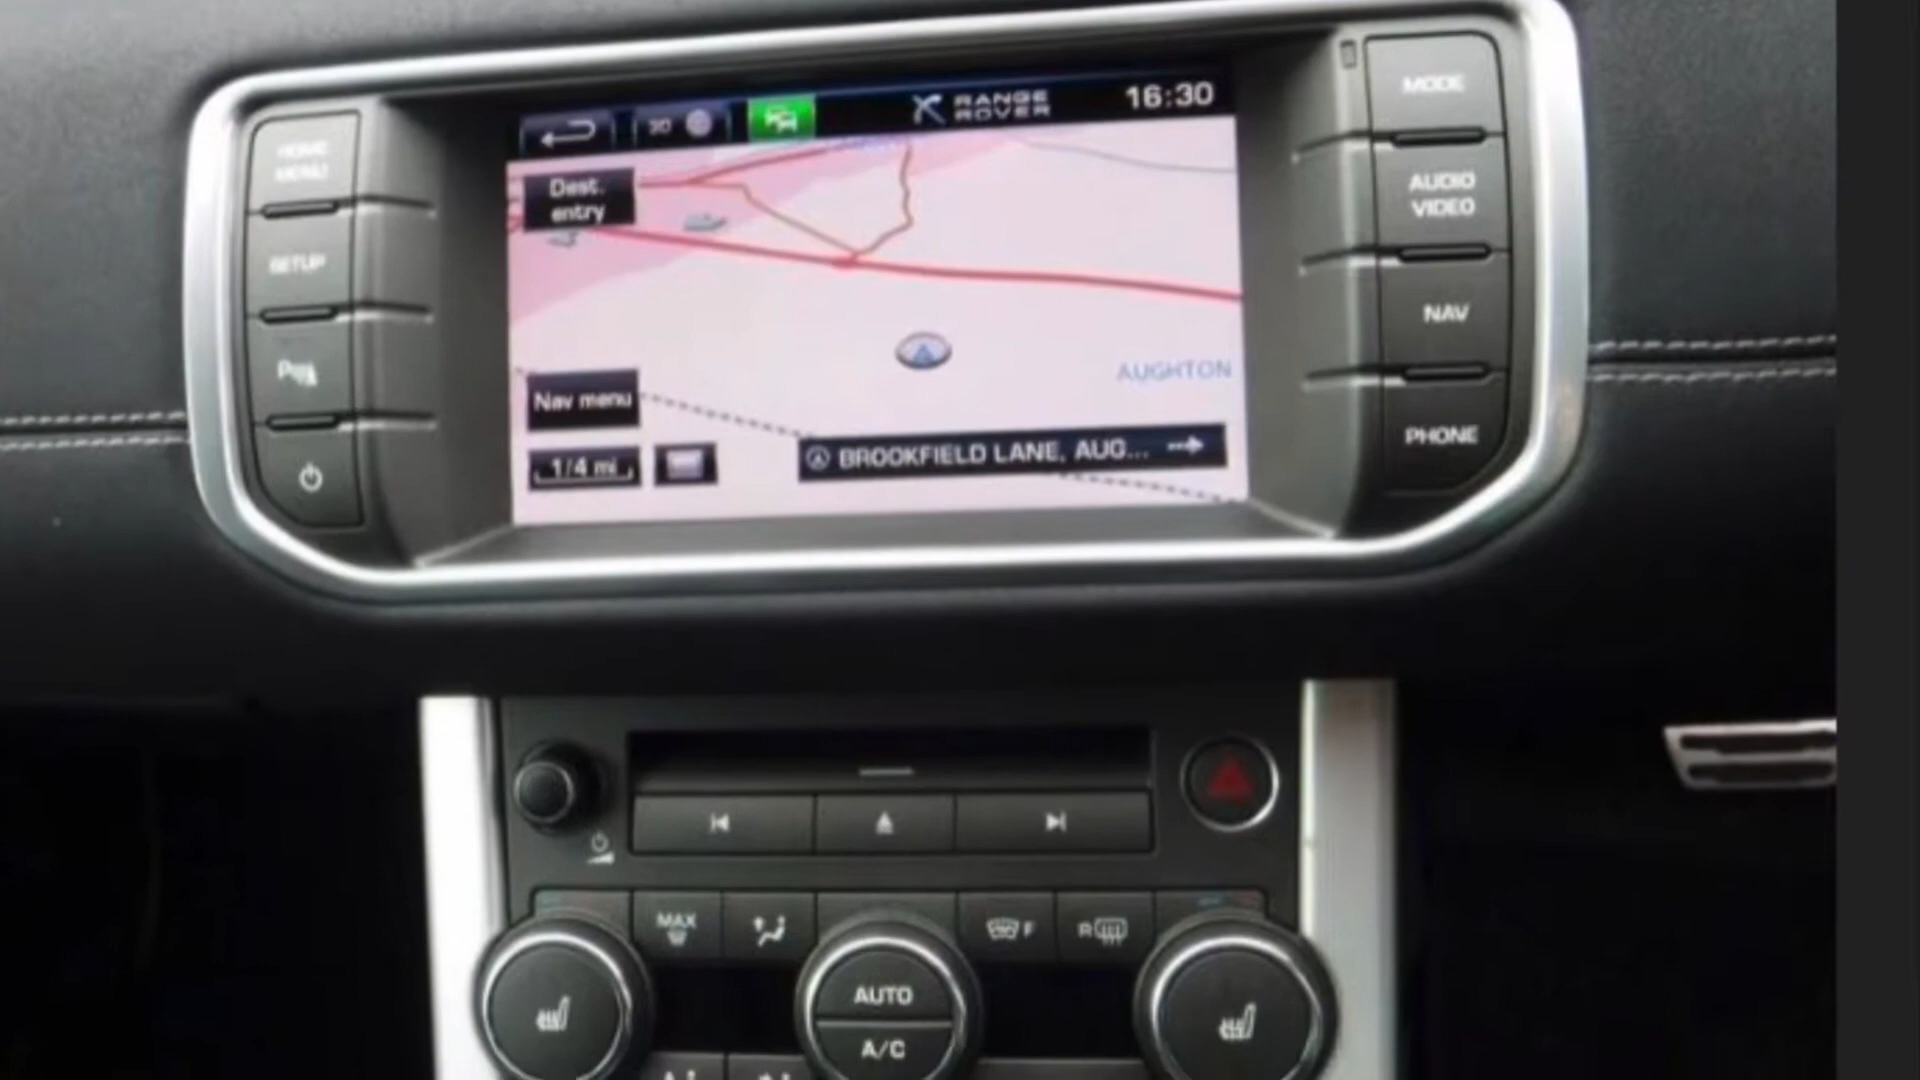 HOME
MENU
SETUP
P
3D
RANGE
ROVER
16:30
Dest.
entry
AUGHTON
Nav menu
1/4 mi
BROOKFIELD LANE, AUG...
MODE
AUDIO
VIDEO
NAV
PHONE
MAX
F
R
AUTO
A/C